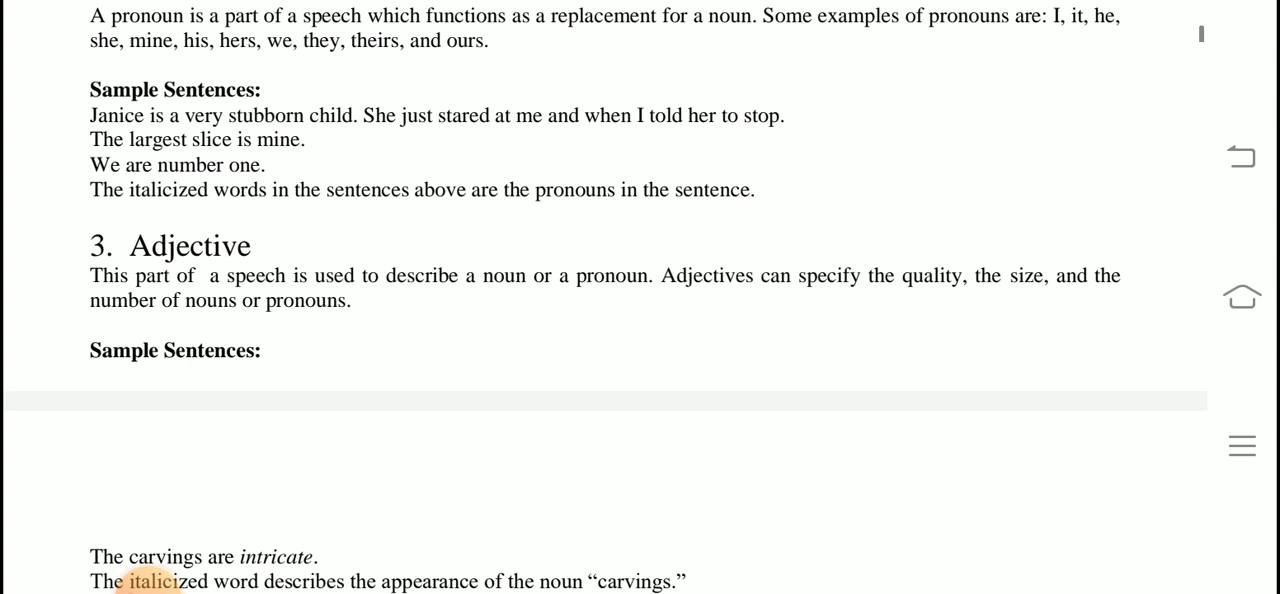 A pronoun is a part of a speech which functions as a replacement for a noun. Some examples of pronouns are: I, it, he,
she, mine, his, hers, we, they, theirs, and ours.
Sample Sentences:
Janice is a very stubborn child. She just stared at me and when I told her to stop.
The largest slice is mine.
We are number one.
The italicized words in the sentences above are the pronouns in the sentence.
3. Adjective
This part of a speech is used to describe a noun or a pronoun. Adjectives can specify the quality, the size, and the
number of nouns or pronouns.
Sample Sentences:
The carvings are intricate.
The italicized word describes the appearance of the noun “carvings.”